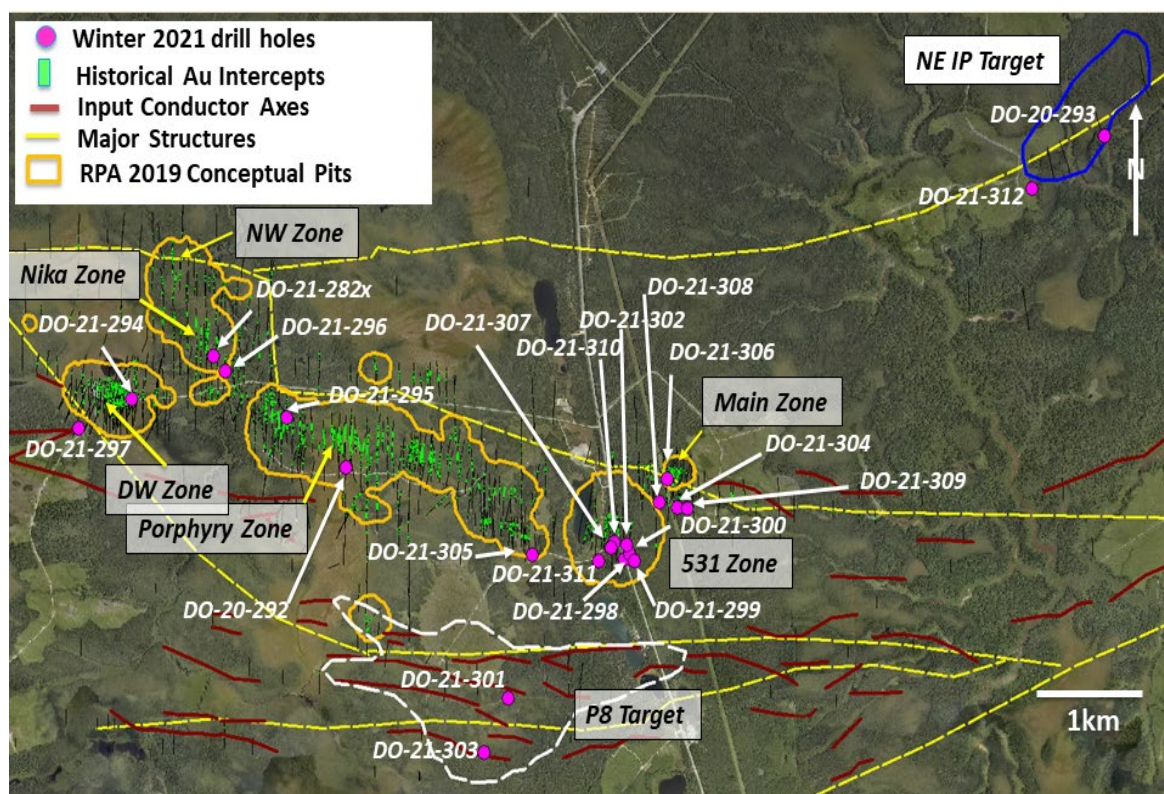 Winter 2021 drill holes
Historical Au Intercepts
Input Conductor Axes
Major Structures
RPA 2019 Conceptual Pits
NE IP Target
DO-20-293
N
DO-21-312
NW Zone
Nika Zone
DO-21-282x
DO-21-294
DO-21-296
DO-21-308
DO-21-307
DO-21-302
DO-21-310
DO-21-306
Main Zone
DO-21-295
DO-21-304
DO-21-297
DO-21-309
DW Zone
Porphyry Zone
DO-21-300
DO-21-305
DO-21-311
531 Zone
DO-20-292
DO-21-298
DO-21-299
DO-21-301
P8 Target
1km
DO-21-303